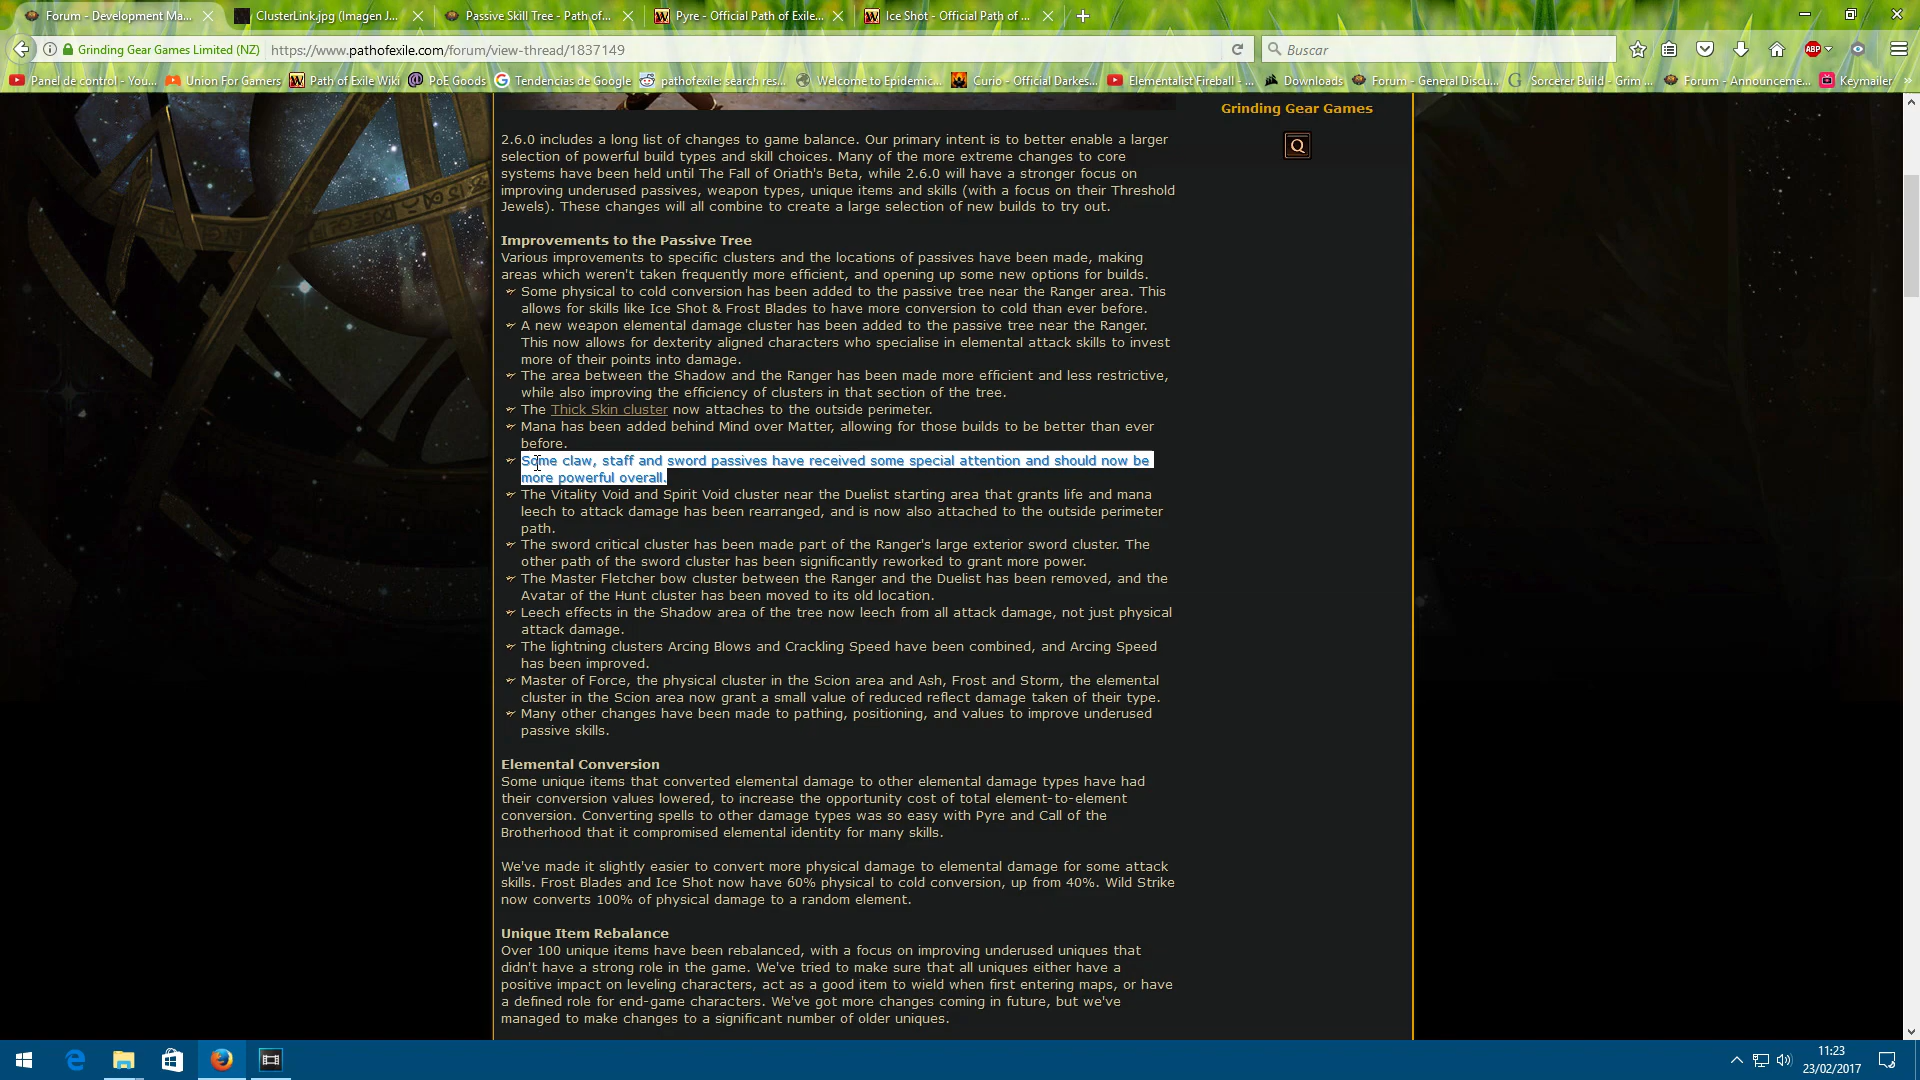 Forum - Development Ma...
ClusterLink.jpg (Imagen J...
Passive Skill Tree - Path of...
Pyre - Official Path of Exile...
Ice Shot - Official Path of ...
Grinding Gear Games Limited (NZ)
https://www.pathofexile.com/forum/view-thread/1837149
Buscar
ABP
Panel de control - You...
Union For Gamers
Path of Exile Wiki
PoE Goods
Tendencias de Google
pathofexile: search res...
Welcome to Epidemic...
Curio - Official Darkes...
Elementalist Fireball - ...
Downloads
Forum - General Discu...
Sorcerer Build - Grim ...
Forum - Announceme...
Keymailer
Grinding Gear Games
Q
2.6.0 includes a long list of changes to game balance. Our primary intent is to better enable a larger
selection of powerful build types and skill choices. Many of the more extreme changes to core
systems have been held until The Fall of Oriath's Beta, while 2.6.0 will have a stronger focus on
improving underused passives, weapon types, unique items and skills (with a focus on their Threshold
Jewels). These changes will all combine to create a large selection of new builds to try out.
Improvements to the Passive Tree
Various improvements to specific clusters and the locations of passives have been made, making
areas which weren't taken frequently more efficient, and opening up some new options for builds.
Some physical to cold conversion has been added to the passive tree near the Ranger area. This
allows for skills like Ice Shot & Frost Blades to have more conversion to cold than ever before.
A new weapon elemental damage cluster has been added to the passive tree near the Ranger.
This now allows for dexterity aligned characters who specialise in elemental attack skills to invest
more of their points into damage.
The area between the Shadow and the Ranger has been made more efficient and less restrictive,
while also improving the efficiency of clusters in that section of the tree.
The Thick Skin cluster now attaches to the outside perimeter.
Mana has been added behind Mind over Matter, allowing for those builds to be better than ever
before.
Some claw, staff and sword passives have received some special attention and should now be
more powerful overall.
The Vitality Void and Spirit Void cluster near the Duelist starting area that grants life and mana
leech to attack damage has been rearranged, and is now also attached to the outside perimeter
path.
The sword critical cluster has been made part of the Ranger's large exterior sword cluster. The
other path of the sword cluster has been significantly reworked to grant more power.
The Master Fletcher bow cluster between the Ranger and the Duelist has been removed, and the
Avatar of the Hunt cluster has been moved to its old location.
Leech effects in the Shadow area of the tree now leech from all attack damage, not just physical
attack damage.
The lightning clusters Arcing Blows and Crackling Speed have been combined, and Arcing Speed
has been improved.
Master of Force, the physical cluster in the Scion area and Ash, Frost and Storm, the elemental
cluster in the Scion area now grant a small value of reduced reflect damage taken of their type.
Many other changes have been made to pathing, positioning, and values to improve underused
passive skills.
Elemental Conversion
Some unique items that converted elemental damage to other elemental damage types have had
their conversion values lowered, to increase the opportunity cost of total element-to-element
conversion. Converting spells to other damage types was so easy with Pyre and Call of the
Brotherhood that it compromised elemental identity for many skills.
We've made it slightly easier to convert more physical damage to elemental damage for some attack
skills. Frost Blades and Ice Shot now have 60% physical to cold conversion, up from 40%. Wild Strike
now converts 100% of physical damage to a random element.
Unique Item Rebalance
Over 100 unique items have been rebalanced, with a focus on improving underused uniques that
didn't have a strong role in the game. We've tried to make sure that all uniques either have a
positive impact on leveling characters, act as a good item to wield when first entering maps, or have
a defined role for end-game characters. We've got more changes coming in future, but we've
managed to make changes to a significant number of older uniques.
11:23
23/02/2017